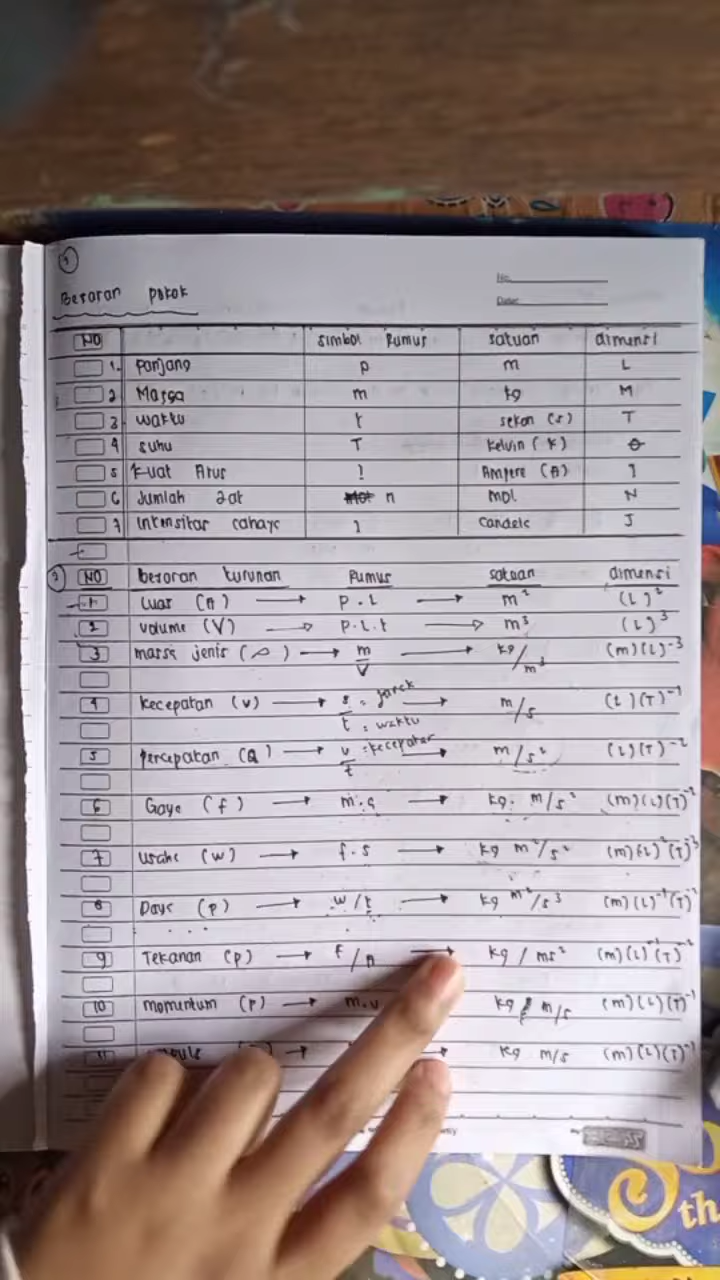 1
Besaran pokok
No.
Date:
NO simbol Rumus satuan dimensi
1. panjang p m L
2 Massa m kg M
3 waktu t sekon (s) T
4 suhu T Kelvin (K) θ
5 kuat Arus I Ampere (A) I
6 Jumlah zat n mol N
7 Intensitas cahaya J candela J
2 NO besaran turunan Rumus satuan dimensi
1 Luas (A) → p . L → m² (L)²
2 volume (V) → p . L . t → m³ (L)³
3 massa jenis (∞) → m/V → kg/m³ (m)(L)⁻³
4 kecepatan (v) → s/t = jarak → m/s (L)(T)⁻¹
= waktu
5 percepatan (a) → v/t = kecepatan → m/s² (L)(T)⁻²
6 Gaya (f) → m . a → kg. m/s² (m)(L)(T)⁻²
7 usaha (w) → f . s → kg m²/s² (m)(L)²(T)⁻³
8 Daya (p) → w/t → kg m²/s³ (m)(L)⁻¹(T)⁻²
9 Tekanan (p) → F/A → kg / ms² (m)(L)⁻¹(T)⁻²
10 momentum (p) → m.v kg m/s (m)(L)(T)⁻¹
11 → → kg m/s (m)(L)(T)⁻¹